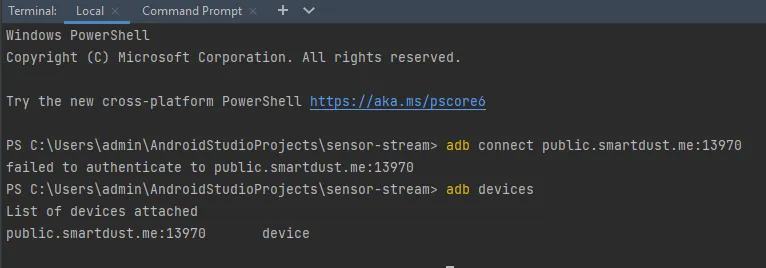 Terminal: Local × Command Prompt × +
Windows PowerShell
Copyright (C) Microsoft Corporation. All rights reserved.
Try the new cross-platform PowerShell https://aka.ms/pscore6
PS C:\Users\admin\AndroidStudioProjects\sensor-stream> adb connect public.smartdust.me:13970
failed to authenticate to public.smartdust.me:13970
PS C:\Users\admin\AndroidStudioProjects\sensor-stream> adb devices
List of devices attached
public.smartdust.me:13970       device